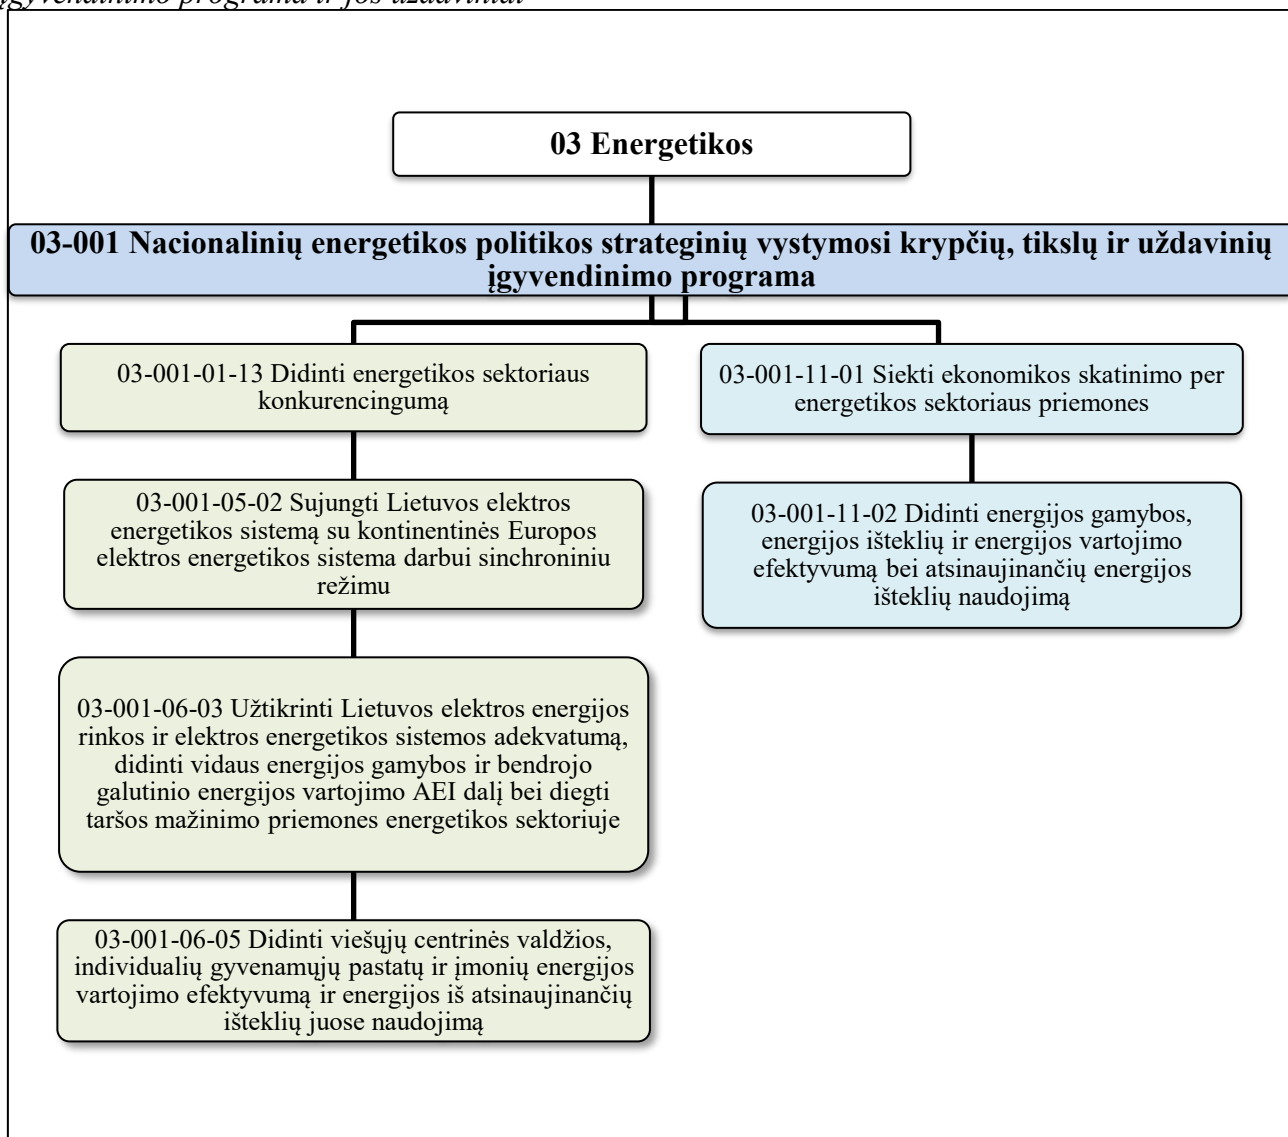 įgyvendinimo programa ir jos uždaviniai
03 Energetikos
03-001 Nacionalinių energetikos politikos strateginių vystymosi krypčių, tikslų ir uždavinių
įgyvendinimo programa
03-001-01-13 Didinti energetikos sektoriaus
konkurencingumą
03-001-05-02 Sujungti Lietuvos elektros
energetikos sistemą su kontinentinės Europos
elektros energetikos sistema darbui sinchroniniu
režimu
03-001-06-03 Užtikrinti Lietuvos elektros energijos
rinkos ir elektros energetikos sistemos adekvatumą,
didinti vidaus energijos gamybos ir bendrojo
galutinio energijos vartojimo AEI dalį bei diegti
taršos mažinimo priemones energetikos sektoriuje
03-001-06-05 Didinti viešųjų centrinės valdžios,
individualių gyvenamųjų pastatų ir įmonių energijos
vartojimo efektyvumą ir energijos iš atsinaujinančių
išteklių juose naudojimą
03-001-11-01 Siekti ekonomikos skatinimo per
energetikos sektoriaus priemones
03-001-11-02 Didinti energijos gamybos,
energijos išteklių ir energijos vartojimo
efektyvumą bei atsinaujinančių energijos
išteklių naudojimą